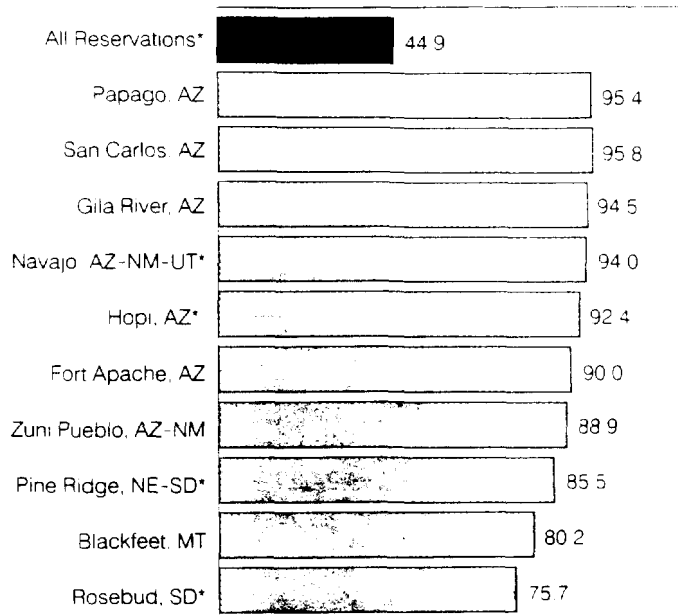 All Reservations* 44.9
Papago, AZ 95.4
San Carlos, AZ 95.8
Gila River, AZ 94.5
Navajo AZ-NM-UT* 94.0
Hopi, AZ* 92.4
Fort Apache, AZ 90.0
Zuni Pueblo, AZ-NM 88.9
Pine Ridge, NE-SD* 85.5
Blackfeet, MT 80.2
Rosebud, SD* 75.7